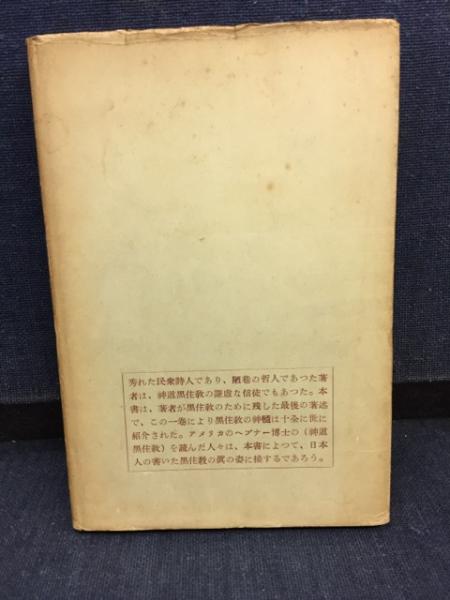 秀れた民衆詩人であり、陋巷の哲人であつた著
者は、神道黒住教の謙虚な信徒でもあつた。本
書は、著者が黒住教のために残した最後の著述
で、この一巻により黒住教の神髄は十全に世に
紹介された。アメリカのヘプナー博士の（神道
黒住教）を読んだ人々は、本書によつて、日本
人の書いた黒住教の眞の姿に接するであろう。